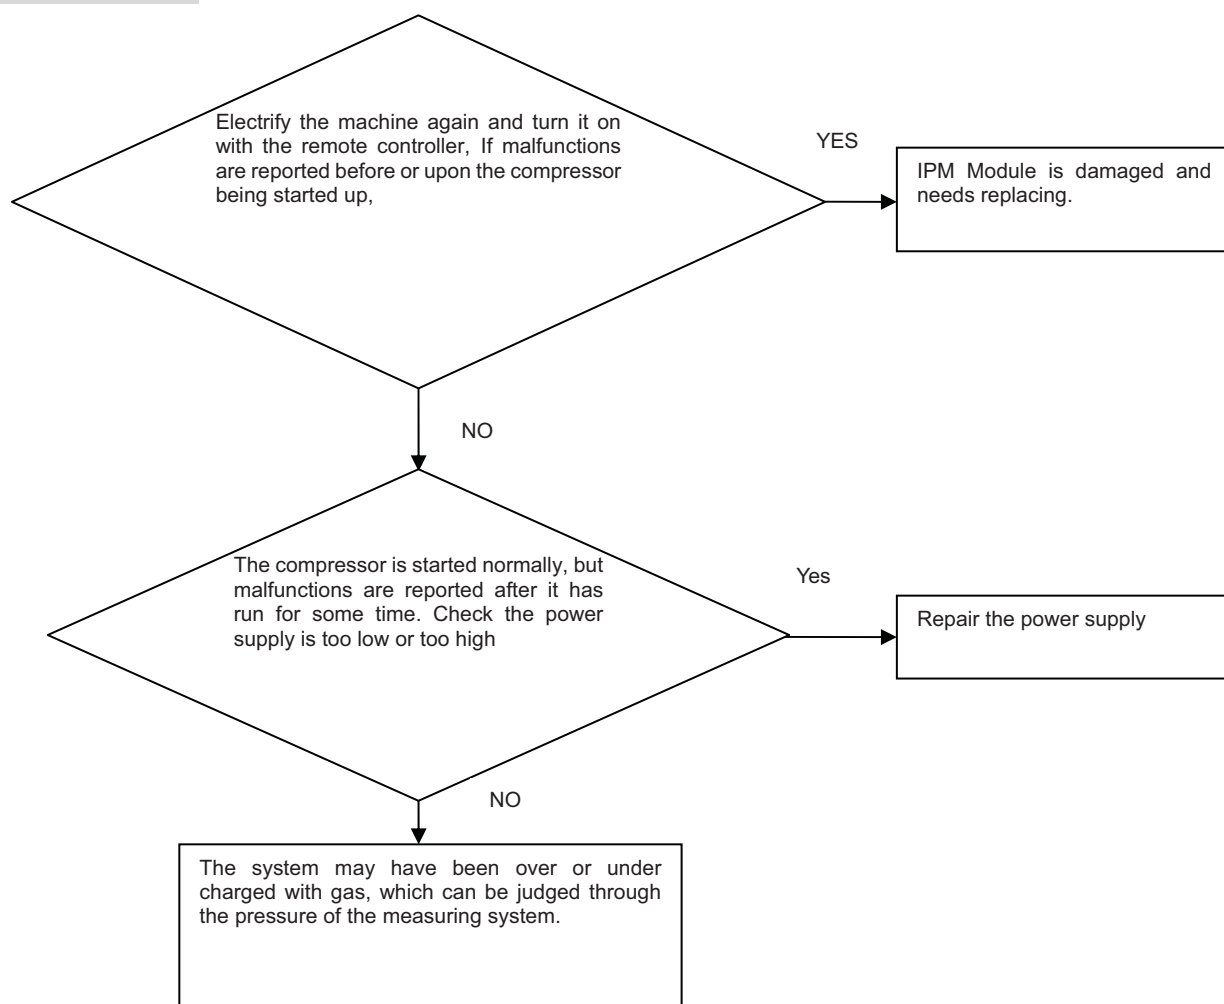 Electrify the machine again and turn it on
with the remote controller, If malfunctions
are reported before or upon the compressor
being started up,
YES
IPM Module is damaged and
needs replacing.
NO
The compressor is started normally, but
malfunctions are reported after it has
run for some time. Check the power
supply is too low or too high
Yes
Repair the power supply
NO
The system may have been over or under
charged with gas, which can be judged through
the pressure of the measuring system.